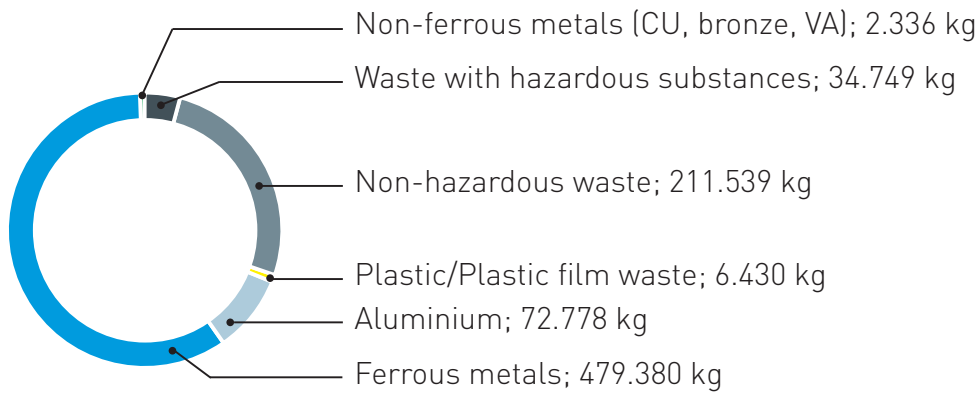 Non-ferrous metals (CU, bronze, VA); 2.336 kg
Waste with hazardous substances; 34.749 kg
Non-hazardous waste; 211.539 kg
Plastic/Plastic film waste; 6.430 kg
Aluminium; 72.778 kg
Ferrous metals; 479.380 kg